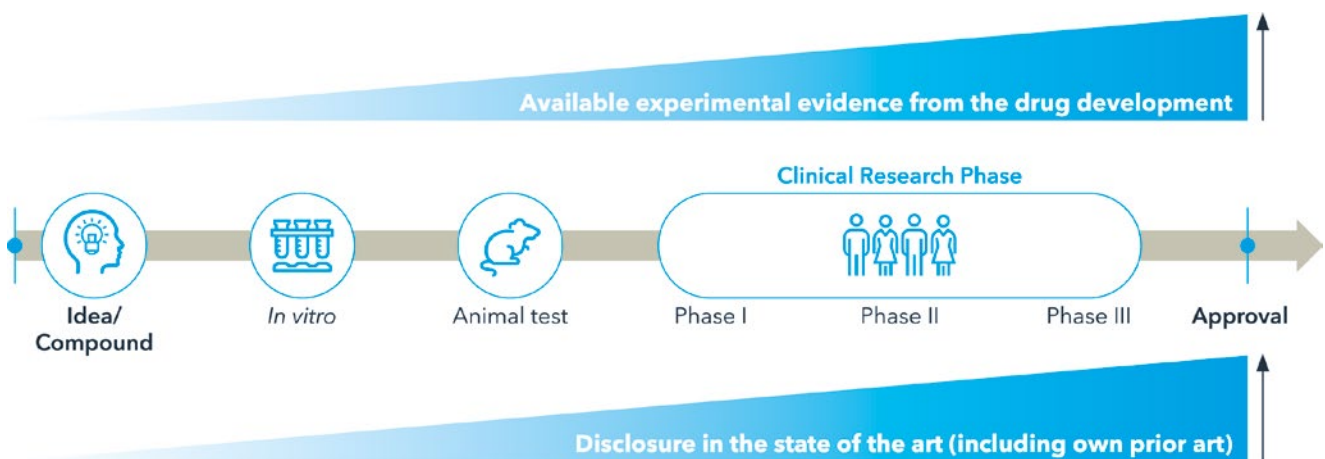 Available experimental evidence from the drug development
Clinical Research Phase
Idea/
Compound
In vitro
Animal test
Phase I
Phase II
Phase III
Approval
Disclosure in the state of the art (including own prior art)